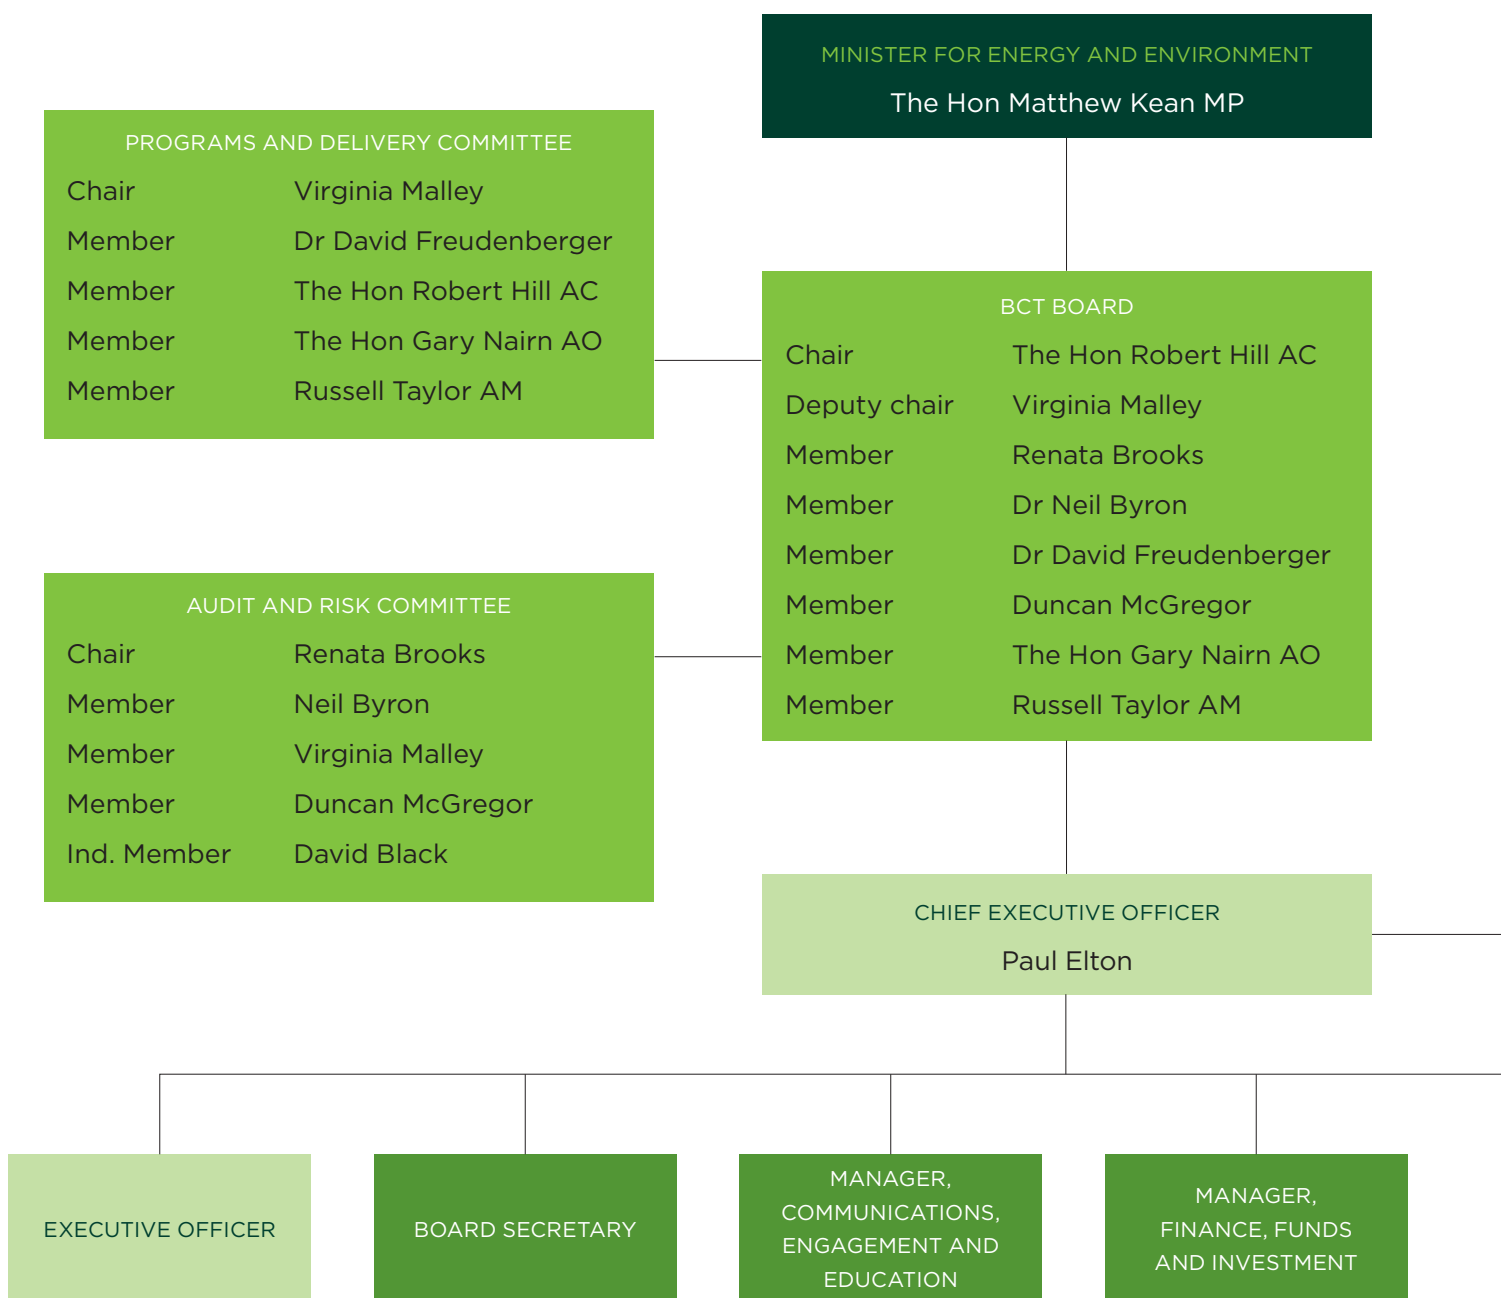 MINISTER FOR ENERGY AND ENVIRONMENT
The Hon Matthew Kean MP
PROGRAMS AND DELIVERY COMMITTEE
Chair Virginia Malley
Member Dr David Freudenberger
Member The Hon Robert Hill AC
Member The Hon Gary Nairn AO
Member Russell Taylor AM
BCT BOARD
Chair The Hon Robert Hill AC
Deputy chair Virginia Malley
Member Renata Brooks
Member Dr Neil Byron
Member Dr David Freudenberger
Member Duncan McGregor
Member The Hon Gary Nairn AO
Member Russell Taylor AM
AUDIT AND RISK COMMITTEE
Chair Renata Brooks
Member Neil Byron
Member Virginia Malley
Member Duncan McGregor
Ind. Member David Black
CHIEF EXECUTIVE OFFICER
Paul Elton
EXECUTIVE OFFICER
BOARD SECRETARY
MANAGER,
COMMUNICATIONS,
ENGAGEMENT AND
EDUCATION
MANAGER,
FINANCE, FUNDS
AND INVESTMENT